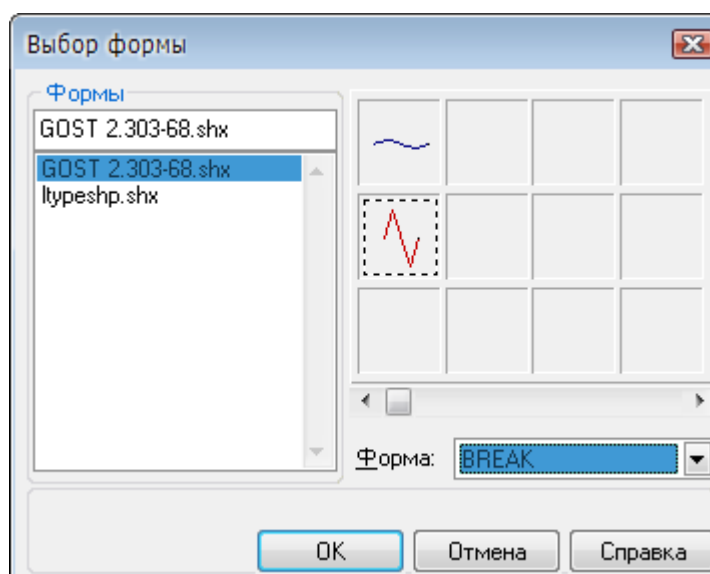 Выбор формы
Формы
GOST 2.303-68.shx
GOST 2.303-68.shx
ltypeshp.shx
Форма:
BREAK
OK
Отмена
Справка